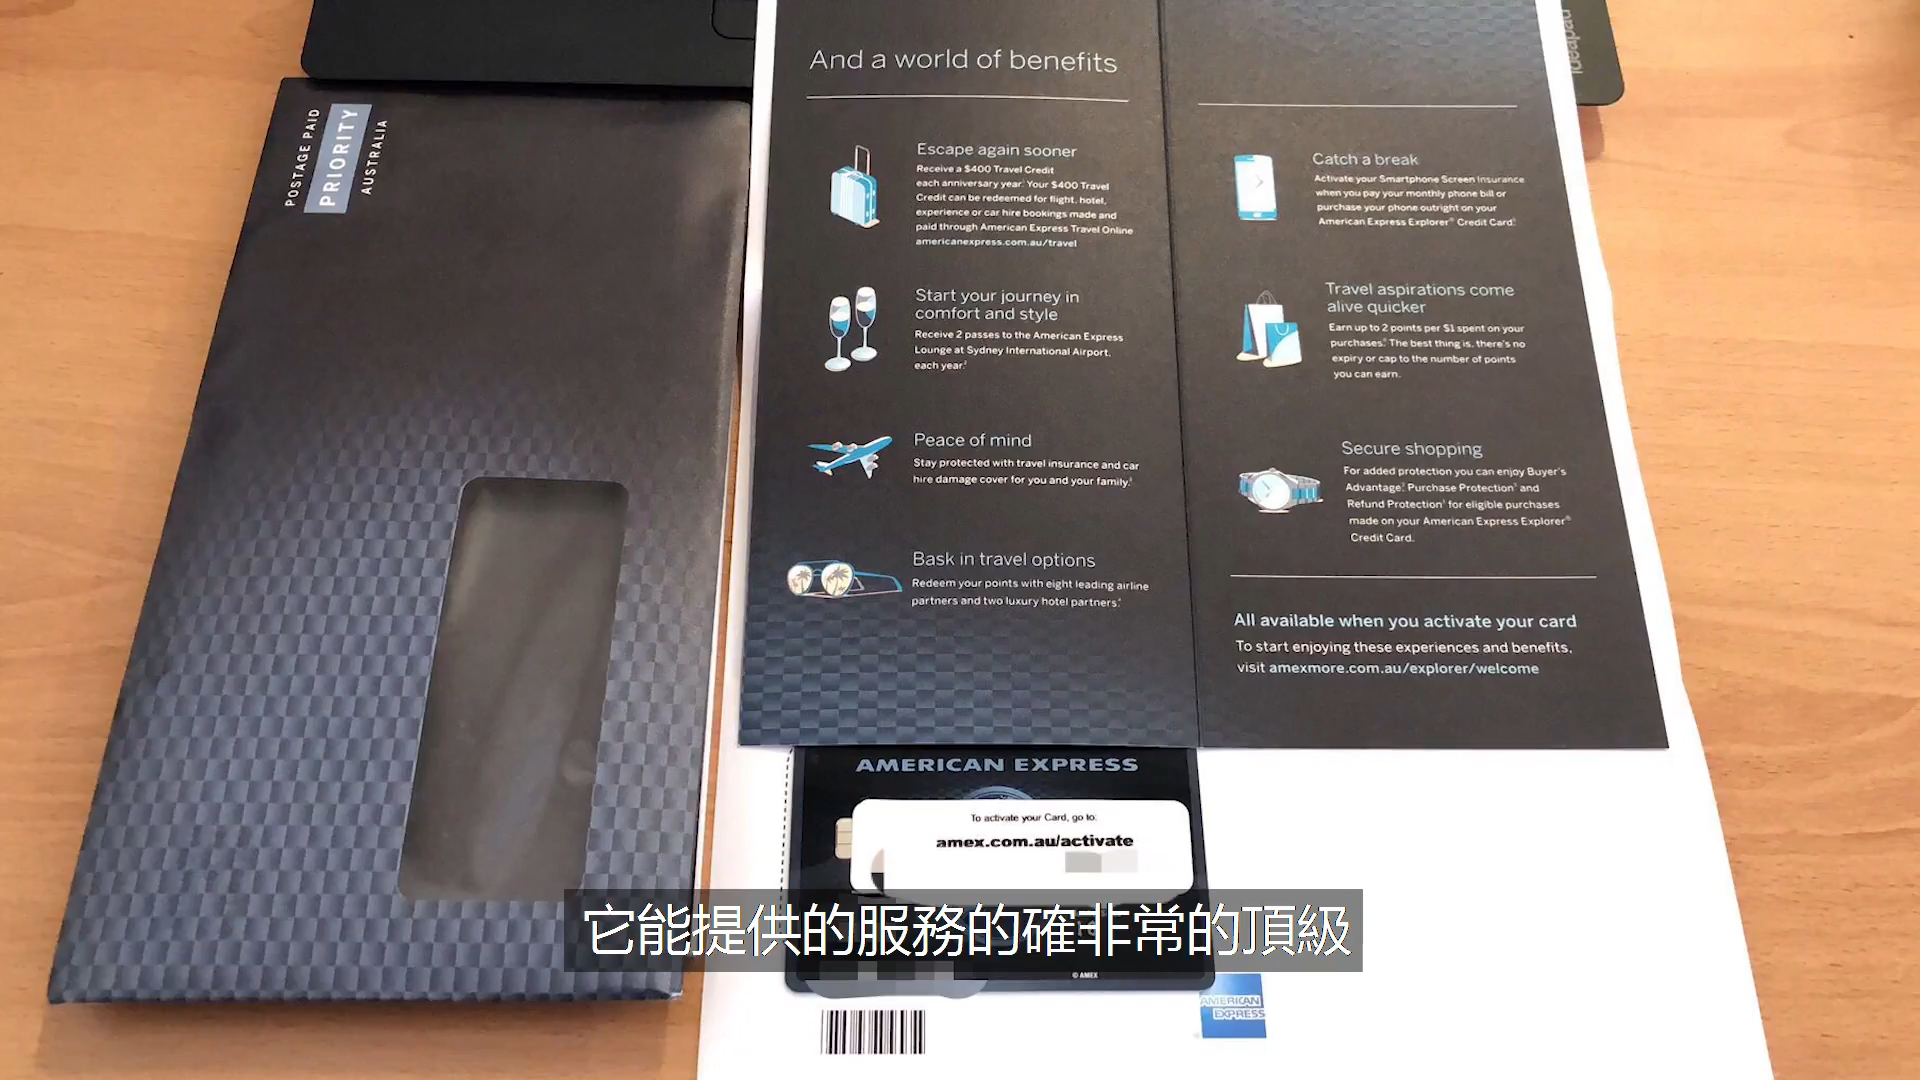 POSTAGE PAID
PRIORITY
AUSTRALIA
ideapad
And a world of benefits
Escape again sooner
Receive a $400 Travel Credit
each anniversary year. Your $400 Travel
Credit can be redeemed for flight, hotel,
experience or car hire bookings made and
paid through American Express Travel Online
americanexpress.com.au/travel
Start your journey in
comfort and style
Receive 2 passes to the American Express
Lounge at Sydney International Airport,
each year.
Peace of mind
Stay protected with travel insurance and car
hire damage cover for you and your family.
Bask in travel options
Redeem your points with eight leading airline
partners and two luxury hotel partners.
Catch a break
Activate your Smartphone Screen Insurance
when you pay your monthly phone bill or
purchase your phone outright on your
American Express Explorer® Credit Card.
Travel aspirations come
alive quicker
Earn up to 2 points per $1 spent on your
purchases. The best thing is, there's no
expiry or cap to the number of points
you can earn.
Secure shopping
For added protection you can enjoy Buyer's
Advantage, Purchase Protection and
Refund Protection for eligible purchases
made on your American Express Explorer®
Credit Card.
All available when you activate your card
To start enjoying these experiences and benefits,
visit amexmore.com.au/explorer/welcome
AMERICAN EXPRESS
To activate your Card, go to:
amex.com.au/activate
它能提供的服務的確非常的頂級
© AMEX
AMERICAN
EXPRESS